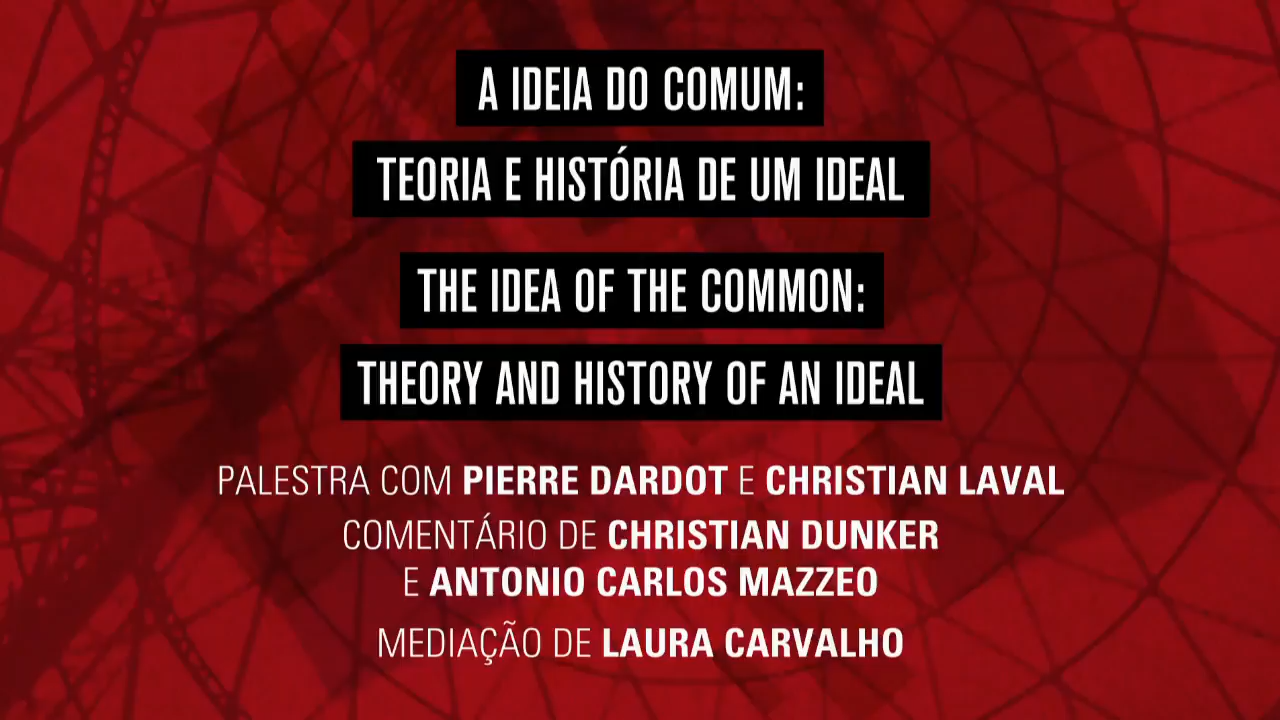 A IDEIA DO COMUM:
TEORIA E HISTÓRIA DE UM IDEAL
THE IDEA OF THE COMMON:
THEORY AND HISTORY OF AN IDEAL
PALESTRA COM PIERRE DARDOT E CHRISTIAN LAVAL
COMENTÁRIO DE CHRISTIAN DUNKER
E ANTONIO CARLOS MAZZEO
MEDIAÇÃO DE LAURA CARVALHO